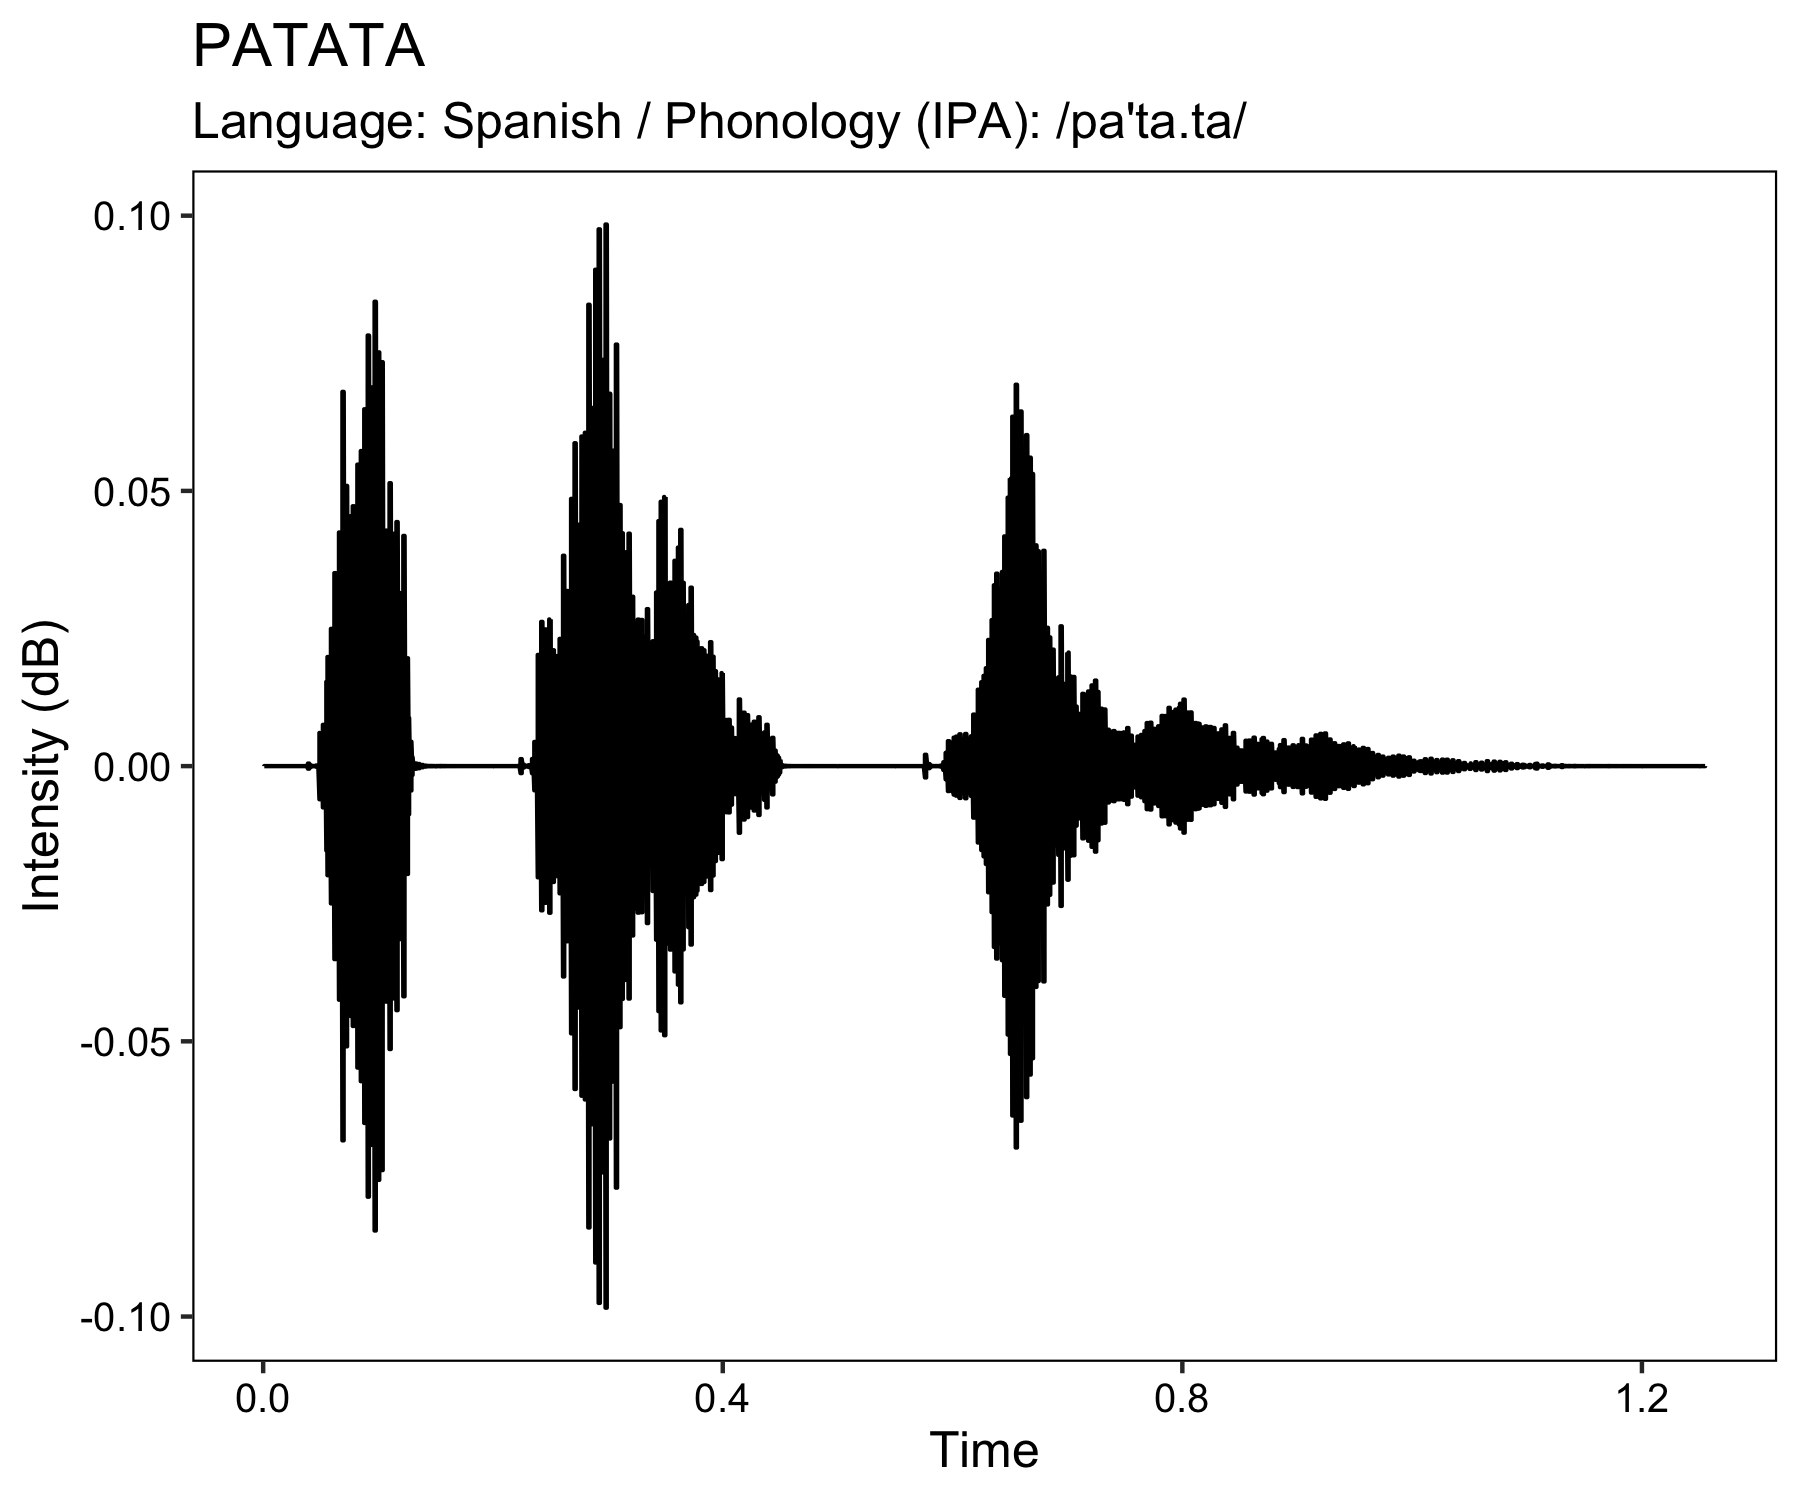 PATATA
Language: Spanish / Phonology (IPA): /pa'ta.ta/
0.10
0.05
0.00
-0.05
-0.10
Intensity (dB)
0.0 0.4 0.8 1.2
Time